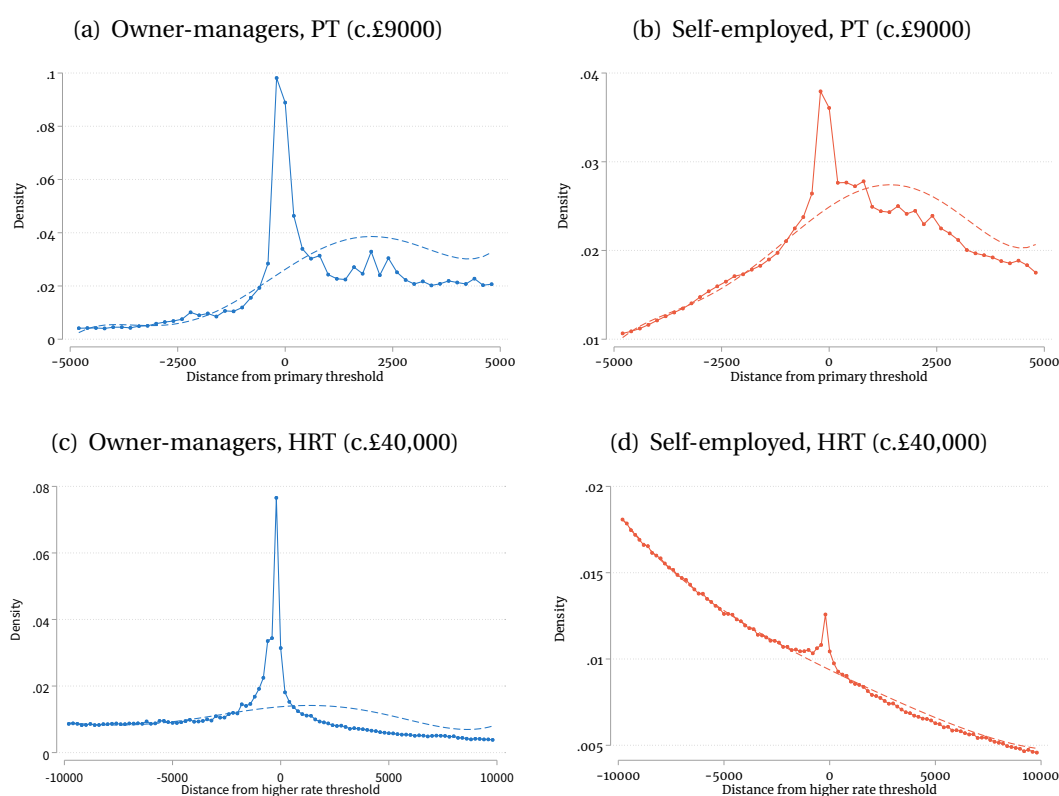 (a) Owner-managers, PT (c.£9000)
.1
.08
.06
.04
.02
0
Density
−5000 −2500 0 2500 5000
Distance from primary threshold
(b) Self-employed, PT (c.£9000)
.04
.03
.02
.01
Density
−5000 −2500 0 2500 5000
Distance from primary threshold
(c) Owner-managers, HRT (c.£40,000)
.08
.06
.04
.02
0
Density
-10000 -5000 0 5000 10000
Distance from higher rate threshold
(d) Self-employed, HRT (c.£40,000)
.02
.015
.01
.005
Density
−10000 −5000 0 5000 10000
Distance from higher rate threshold